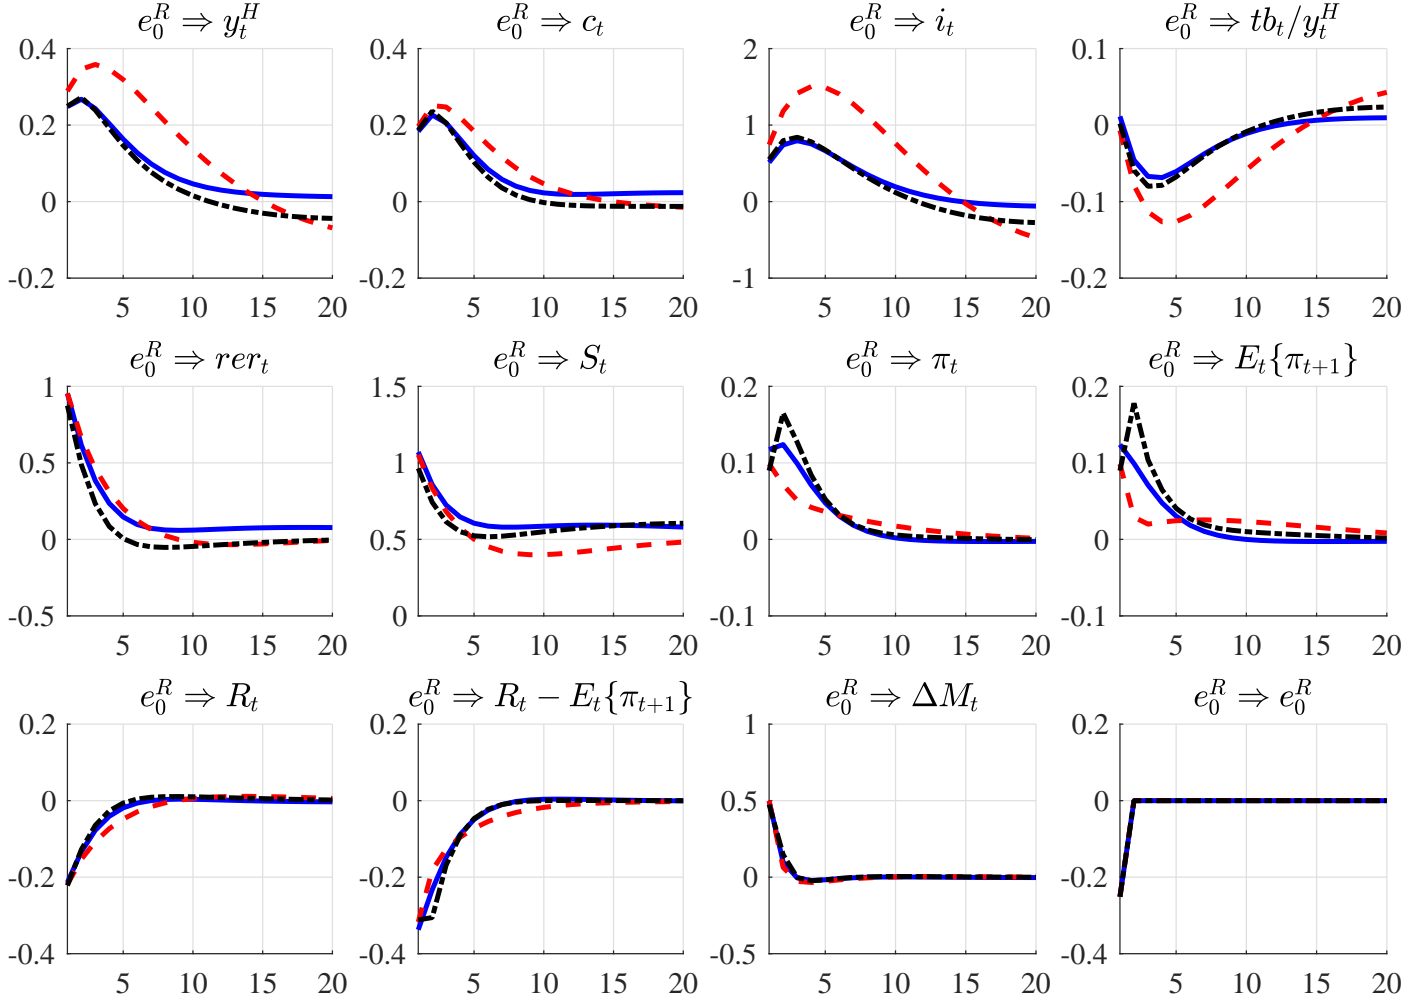 e_0^R ⇒ y_t^H
e_0^R ⇒ c_t
e_0^R ⇒ i_t
e_0^R ⇒ tb_t/y_t^H
0.4
0.2
0
-0.2
5 10 15 20
0.4
0.2
0
-0.2
5 10 15 20
2
1
0
-1
5 10 15 20
0.1
0
-0.1
-0.2
5 10 15 20
e_0^R ⇒ rer_t
e_0^R ⇒ S_t
e_0^R ⇒ π_t
e_0^R ⇒ E_t{π_{t+1}}
1
0.5
0
-0.5
5 10 15 20
1.5
1
0.5
0
5 10 15 20
0.2
0.1
0
-0.1
5 10 15 20
0.2
0.1
0
-0.1
5 10 15 20
e_0^R ⇒ R_t
e_0^R ⇒ R_t − E_t{π_{t+1}}
e_0^R ⇒ ΔM_t
e_0^R ⇒ e_0^R
0.2
0
-0.2
-0.4
5 10 15 20
0.2
0
-0.2
-0.4
5 10 15 20
1
0.5
0
-0.5
5 10 15 20
0.2
0
-0.2
-0.4
5 10 15 20